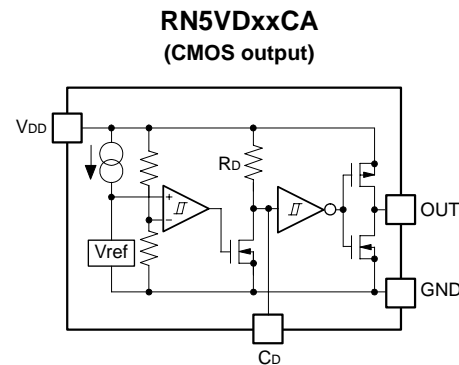 RN5VDxxCA
(CMOS output)
VDD
RD
+
−
Vref
OUT
GND
CD